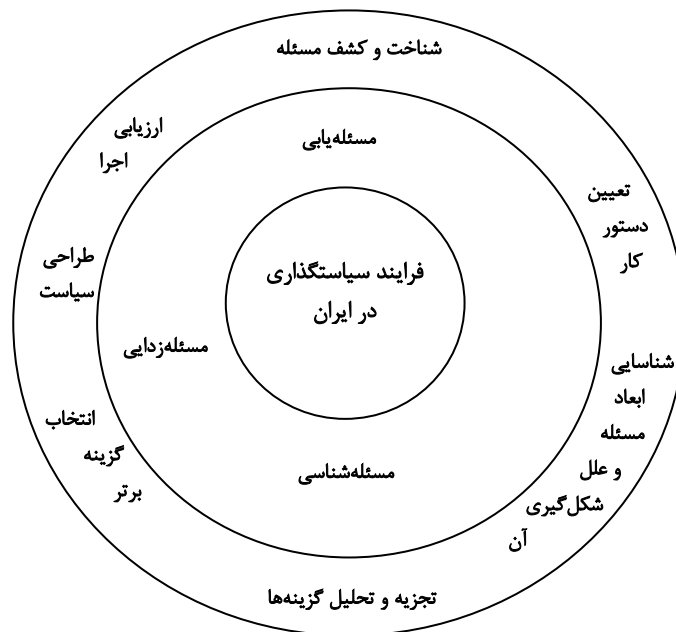 شناخت و کشف مسئله
تعیین
دستور
کار
شناسایی
ابعاد
مسئله
و علل
شکل‌گیری
آن
تجزیه و تحلیل گزینه‌ها
انتخاب
گزینه
برتر
طراحی
سیاست
ارزیابی
اجرا
مسئله‌یابی
مسئله‌شناسی
مسئله‌زدایی
فرایند سیاستگذاری
در ایران